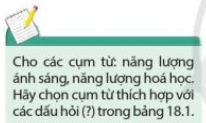 Cho các cụm từ: năng lượng
ánh sáng, năng lượng hoá học.
Hãy chọn cụm từ thích hợp với
các dấu hỏi (?) trong bảng 18.1.